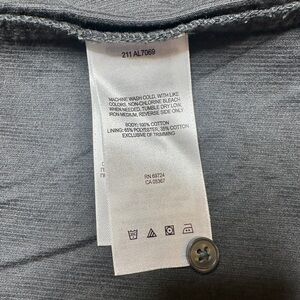 211 AL7069
MACHINE WASH COLD, WITH LIKE
COLORS, NON-CHLORINE BLEACH
WHEN NEEDED, TUMBLE DRY LOW,
IRON MEDIUM, REVERSE SIDE ONLY
BODY: 100% COTTON
LINING: 65% POLYESTER, 35% COTTON
EXCLUSIVE OF TRIMMING
RN 69724
CA 05367